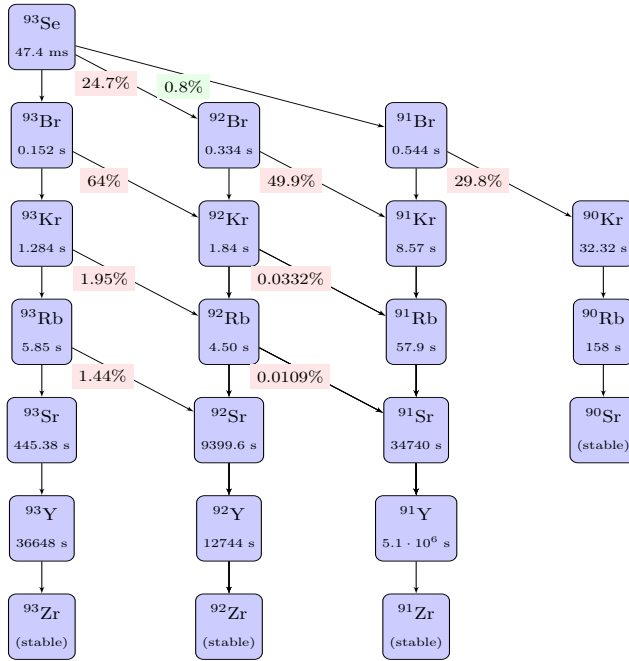 ⁹³Se
47.4 ms
24.7%
0.8%
⁹³Br
0.152 s
⁹²Br
0.334 s
⁹¹Br
0.544 s
64%
49.9%
29.8%
⁹³Kr
1.284 s
⁹²Kr
1.84 s
⁹¹Kr
8.57 s
⁹⁰Kr
32.32 s
1.95%
0.0332%
⁹³Rb
5.85 s
⁹²Rb
4.50 s
⁹¹Rb
57.9 s
⁹⁰Rb
158 s
1.44%
0.0109%
⁹³Sr
445.38 s
⁹²Sr
9399.6 s
⁹¹Sr
34740 s
⁹⁰Sr
(stable)
⁹³Y
36648 s
⁹²Y
12744 s
⁹¹Y
5.1 · 10⁶ s
⁹³Zr
(stable)
⁹²Zr
(stable)
⁹¹Zr
(stable)